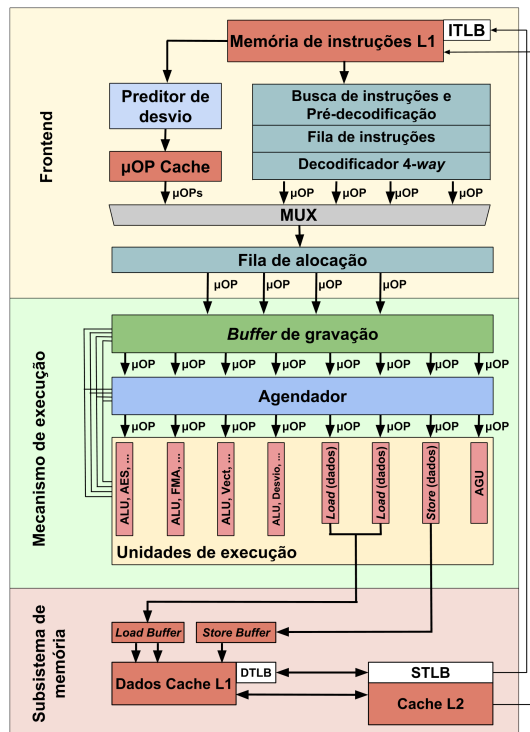 Frontend
Memória de instruções L1
ITLB
Preditor de
desvio
Busca de instruções e
Pré-decodificação
Fila de instruções
Decodificador 4-way
µOP Cache
µOPs
µOP
µOP
µOP
µOP
MUX
Fila de alocação
µOP
µOP
µOP
µOP
Mecanismo de execução
Buffer de gravação
µOP
µOP
µOP
µOP
µOP
µOP
µOP
µOP
Agendador
µOP
µOP
µOP
µOP
µOP
µOP
µOP
µOP
ALU, AES, ...
ALU, FMA, ...
ALU, Vect, ...
ALU, Desvio, ...
Load (dados)
Load (dados)
Store (dados)
AGU
Unidades de execução
Subsistema de
memória
Load Buffer
Store Buffer
Dados Cache L1
DTLB
STLB
Cache L2